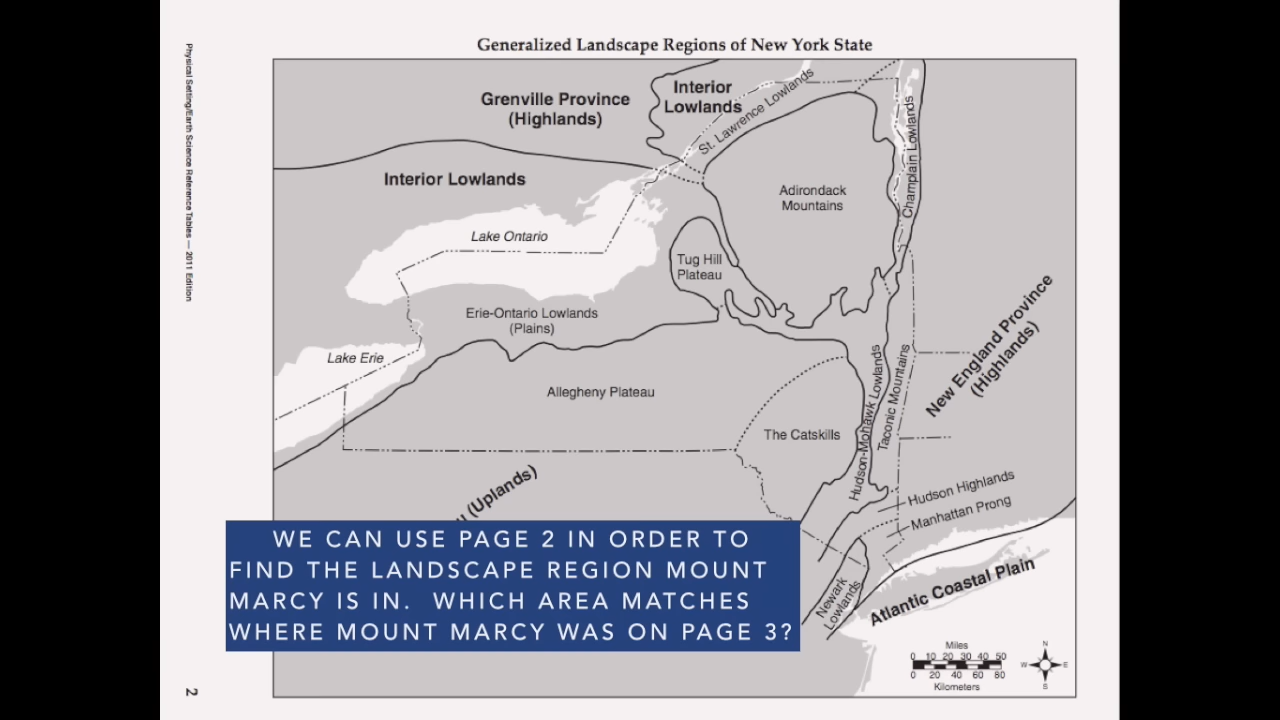 Generalized Landscape Regions of New York State
Physical Setting/Earth Science Reference Tables — 2011 Edition
Grenville Province
(Highlands)
Interior
Lowlands
St. Lawrence Lowlands
Champlain Lowlands
Interior Lowlands
Adirondack
Mountains
Lake Ontario
Tug Hill
Plateau
Erie-Ontario Lowlands
(Plains)
Lake Erie
New England Province
(Highlands)
Allegheny Plateau
The Catskills
Hudson-Mohawk Lowlands
Taconic Mountains
(Uplands)
Hudson Highlands
Manhattan Prong
Newark
Lowlands
Atlantic Coastal Plain
WE CAN USE PAGE 2 IN ORDER TO
FIND THE LANDSCAPE REGION MOUNT
MARCY IS IN. WHICH AREA MATCHES
WHERE MOUNT MARCY WAS ON PAGE 3?
Miles
0 10 20 30 40 50
0 20 40 60 80
Kilometers
N
W E
S
2